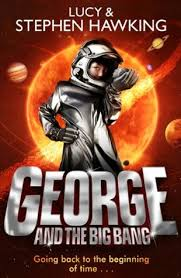 LUCY &
STEPHEN HAWKING
GEORGE
AND THE BIG BANG
Going back to the beginning
of time . . .